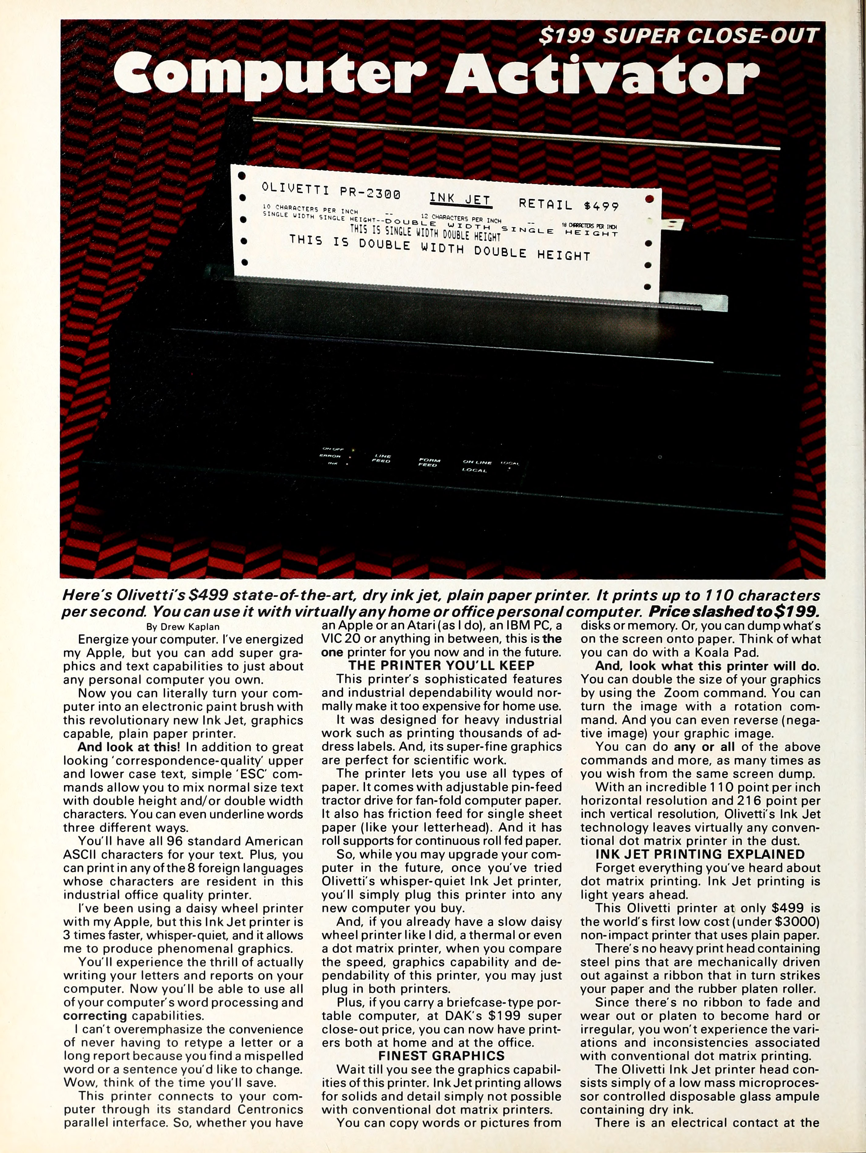 $199 SUPER CLOSE-OUT
Computer Activator
OLIVETTI PR-2300 INK JET RETAIL $499
10 CHARACTERS PER INCH -- 12 CHARACTERS PER INCH -- 18 CHARACTERS PER INCH
SINGLE WIDTH SINGLE HEIGHT--DOUBLE WIDTH SINGLE HEIGHT
THIS IS SINGLE WIDTH DOUBLE HEIGHT
THIS IS DOUBLE WIDTH DOUBLE HEIGHT
ON OFF
ERROR
INK
LINE
FEED
FORM
FEED
ON LINE
LOCAL
LOCAL
Here's Olivetti's $499 state-of-the-art, dry ink jet, plain paper printer. It prints up to 110 characters
per second. You can use it with virtually any home or office personal computer. Price slashed to $199.
By Drew Kaplan
Energize your computer. I've energized
my Apple, but you can add super gra-
phics and text capabilities to just about
any personal computer you own.
Now you can literally turn your com-
puter into an electronic paint brush with
this revolutionary new Ink Jet, graphics
capable, plain paper printer.
And look at this! In addition to great
looking 'correspondence-quality' upper
and lower case text, simple 'ESC' com-
mands allow you to mix normal size text
with double height and/or double width
characters. You can even underline words
three different ways.
You'll have all 96 standard American
ASCII characters for your text. Plus, you
can print in any of the 8 foreign languages
whose characters are resident in this
industrial office quality printer.
I've been using a daisy wheel printer
with my Apple, but this Ink Jet printer is
3 times faster, whisper-quiet, and it allows
me to produce phenomenal graphics.
You'll experience the thrill of actually
writing your letters and reports on your
computer. Now you'll be able to use all
of your computer's word processing and
correcting capabilities.
I can't overemphasize the convenience
of never having to retype a letter or a
long report because you find a mispelled
word or a sentence you'd like to change.
Wow, think of the time you'll save.
This printer connects to your com-
puter through its standard Centronics
parallel interface. So, whether you have
an Apple or an Atari (as I do), an IBM PC, a
VIC 20 or anything in between, this is the
one printer for you now and in the future.
THE PRINTER YOU'LL KEEP
This printer's sophisticated features
and industrial dependability would nor-
mally make it too expensive for home use.
It was designed for heavy industrial
work such as printing thousands of ad-
dress labels. And, its super-fine graphics
are perfect for scientific work.
The printer lets you use all types of
paper. It comes with adjustable pin-feed
tractor drive for fan-fold computer paper.
It also has friction feed for single sheet
paper (like your letterhead). And it has
roll supports for continuous roll fed paper.
So, while you may upgrade your com-
puter in the future, once you've tried
Olivetti's whisper-quiet Ink Jet printer,
you'll simply plug this printer into any
new computer you buy.
And, if you already have a slow daisy
wheel printer like I did, a thermal or even
a dot matrix printer, when you compare
the speed, graphics capability and de-
pendability of this printer, you may just
plug in both printers.
Plus, if you carry a briefcase-type por-
table computer, at DAK's $199 super
close-out price, you can now have print-
ers both at home and at the office.
FINEST GRAPHICS
Wait till you see the graphics capabil-
ities of this printer. Ink Jet printing allows
for solids and detail simply not possible
with conventional dot matrix printers.
You can copy words or pictures from
disks or memory. Or, you can dump what's
on the screen onto paper. Think of what
you can do with a Koala Pad.
And, look what this printer will do.
You can double the size of your graphics
by using the Zoom command. You can
turn the image with a rotation com-
mand. And you can even reverse (nega-
tive image) your graphic image.
You can do any or all of the above
commands and more, as many times as
you wish from the same screen dump.
With an incredible 110 point per inch
horizontal resolution and 216 point per
inch vertical resolution, Olivetti's Ink Jet
technology leaves virtually any conven-
tional dot matrix printer in the dust.
INK JET PRINTING EXPLAINED
Forget everything you've heard about
dot matrix printing. Ink Jet printing is
light years ahead.
This Olivetti printer at only $499 is
the world's first low cost (under $3000)
non-impact printer that uses plain paper.
There's no heavy print head containing
steel pins that are mechanically driven
out against a ribbon that in turn strikes
your paper and the rubber platen roller.
Since there's no ribbon to fade and
wear out or platen to become hard or
irregular, you won't experience the vari-
ations and inconsistencies associated
with conventional dot matrix printing.
The Olivetti Ink Jet printer head con-
sists simply of a low mass microproces-
sor controlled disposable glass ampule
containing dry ink.
There is an electrical contact at the